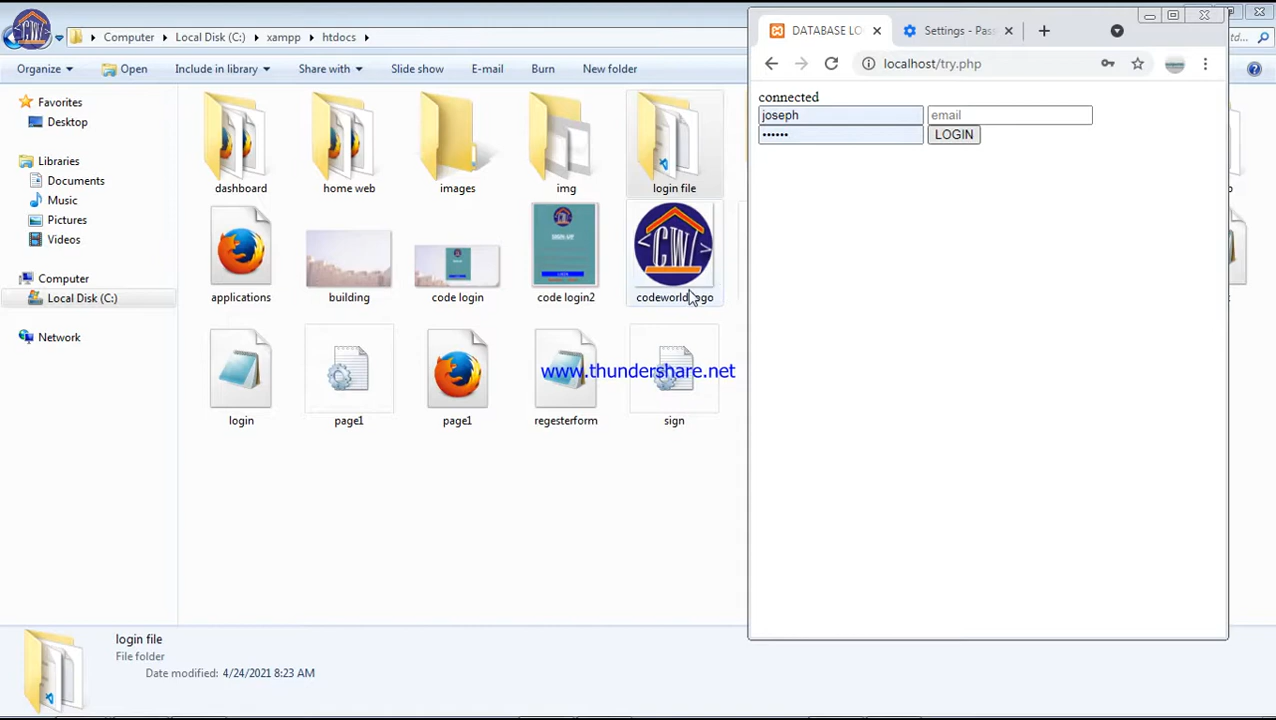 Computer Local Disk (C:) xampp htdocs
Organize Open Include in library Share with Slide show E-mail Burn New folder
Favorites
Desktop
Libraries
Documents
Music
Pictures
Videos
Computer
Local Disk (C:)
Network
dashboard home web images img login file
applications building code login code login2 codeworld logo
login page1 page1 regesterform sign
www.thundershare.net
CW
login file
File folder
Date modified: 4/24/2021 8:23 AM
DATABASE LO Settings - Pas
localhost/try.php
connected
joseph email
•••••• LOGIN